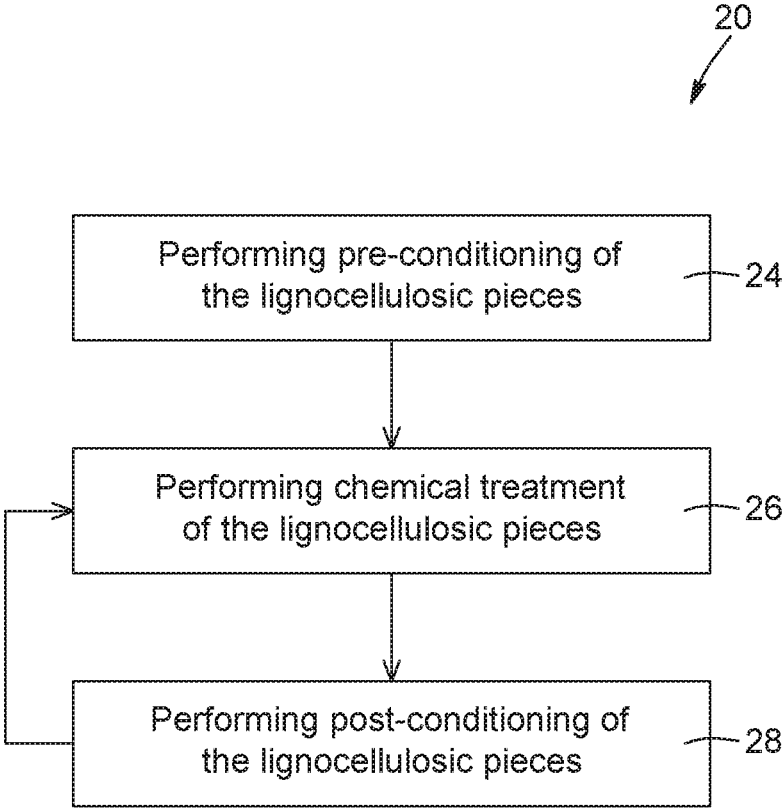 20
Performing pre-conditioning of
the lignocellulosic pieces
24
Performing chemical treatment
of the lignocellulosic pieces
26
Performing post-conditioning of
the lignocellulosic pieces
28